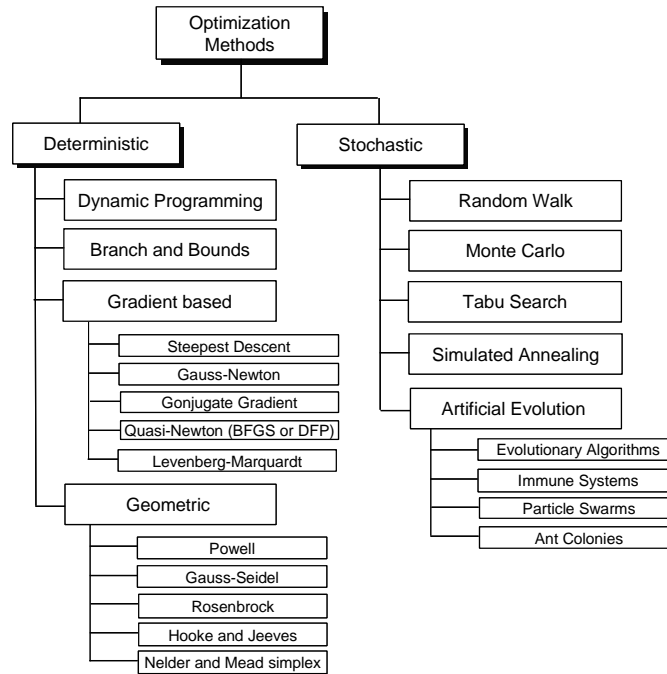 Optimization
Methods
Deterministic
Dynamic Programming
Branch and Bounds
Gradient based
Steepest Descent
Gauss-Newton
Gonjugate Gradient
Quasi-Newton (BFGS or DFP)
Levenberg-Marquardt
Geometric
Powell
Gauss-Seidel
Rosenbrock
Hooke and Jeeves
Nelder and Mead simplex
Stochastic
Random Walk
Monte Carlo
Tabu Search
Simulated Annealing
Artificial Evolution
Evolutionary Algorithms
Immune Systems
Particle Swarms
Ant Colonies